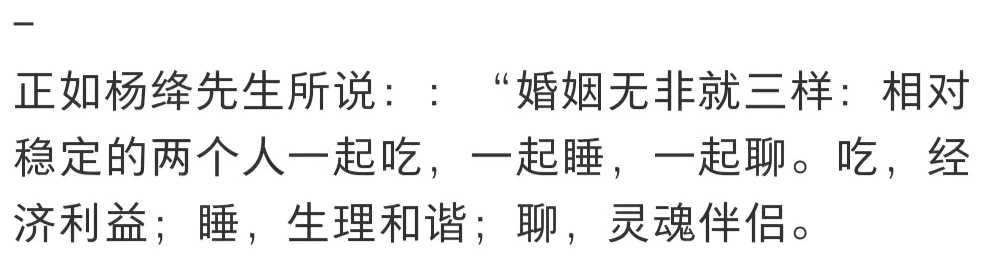 –
正如杨绛先生所说：：“婚姻无非就三样：相对
稳定的两个人一起吃，一起睡，一起聊。吃，经
济利益；睡，生理和谐；聊，灵魂伴侣。